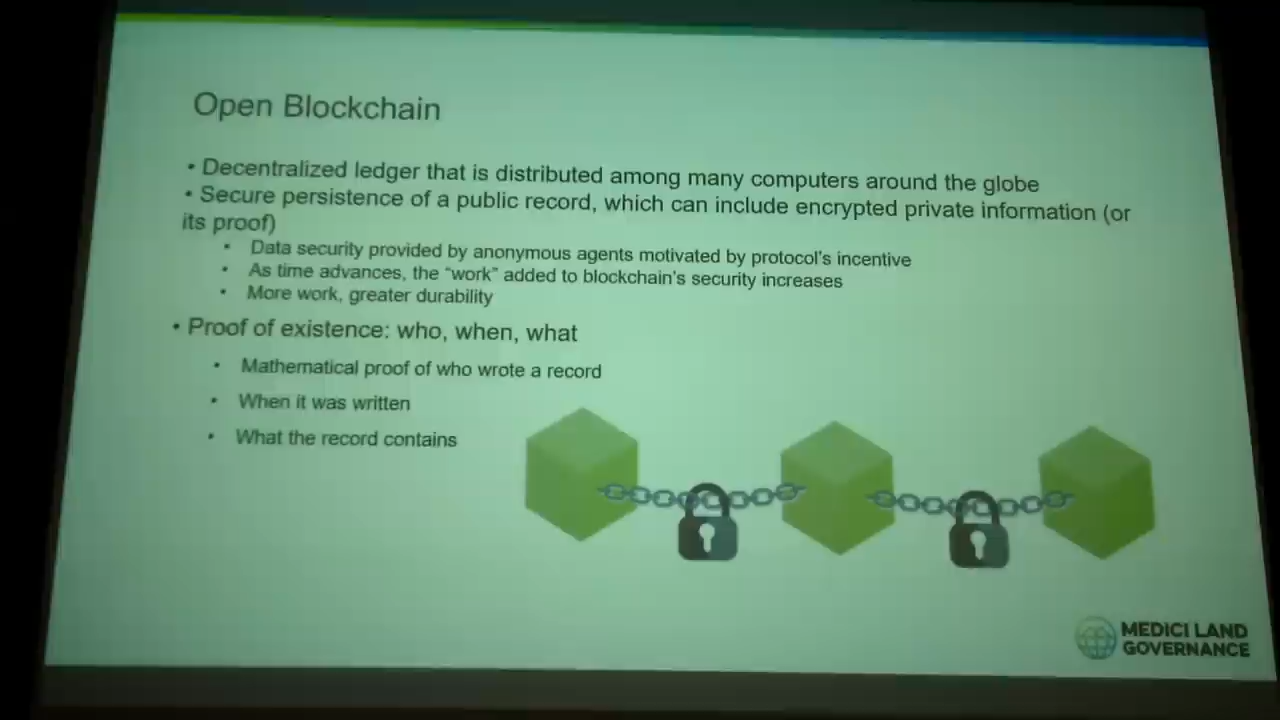 Open Blockchain
• Decentralized ledger that is distributed among many computers around the globe
• Secure persistence of a public record, which can include encrypted private information (or
its proof)
• Data security provided by anonymous agents motivated by protocol's incentive
• As time advances, the "work" added to blockchain's security increases
• More work, greater durability
• Proof of existence: who, when, what
• Mathematical proof of who wrote a record
• When it was written
• What the record contains
MEDICI LAND
GOVERNANCE